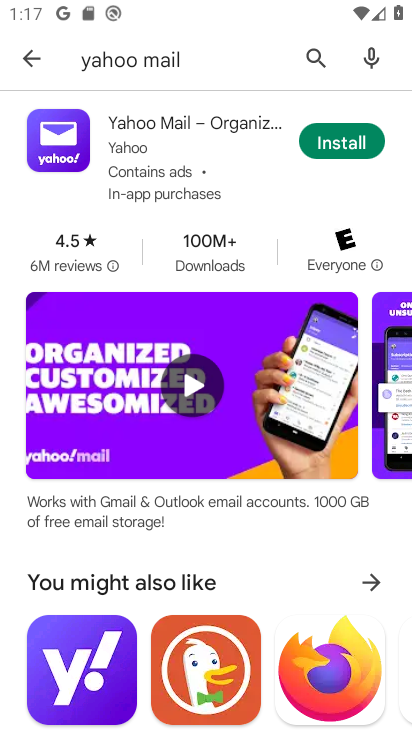 1:17
yahoo mail
yahoo!
Yahoo Mail – Organiz...
Yahoo
Contains ads •
In-app purchases
Install
4.5★
6M reviews
100M+
Downloads
E
Everyone
ORGANIZED
CUSTOMIZED
AWESOMIZED
yahoo!mail
Works with Gmail & Outlook email accounts. 1000 GB
of free email storage!
You might also like
y!